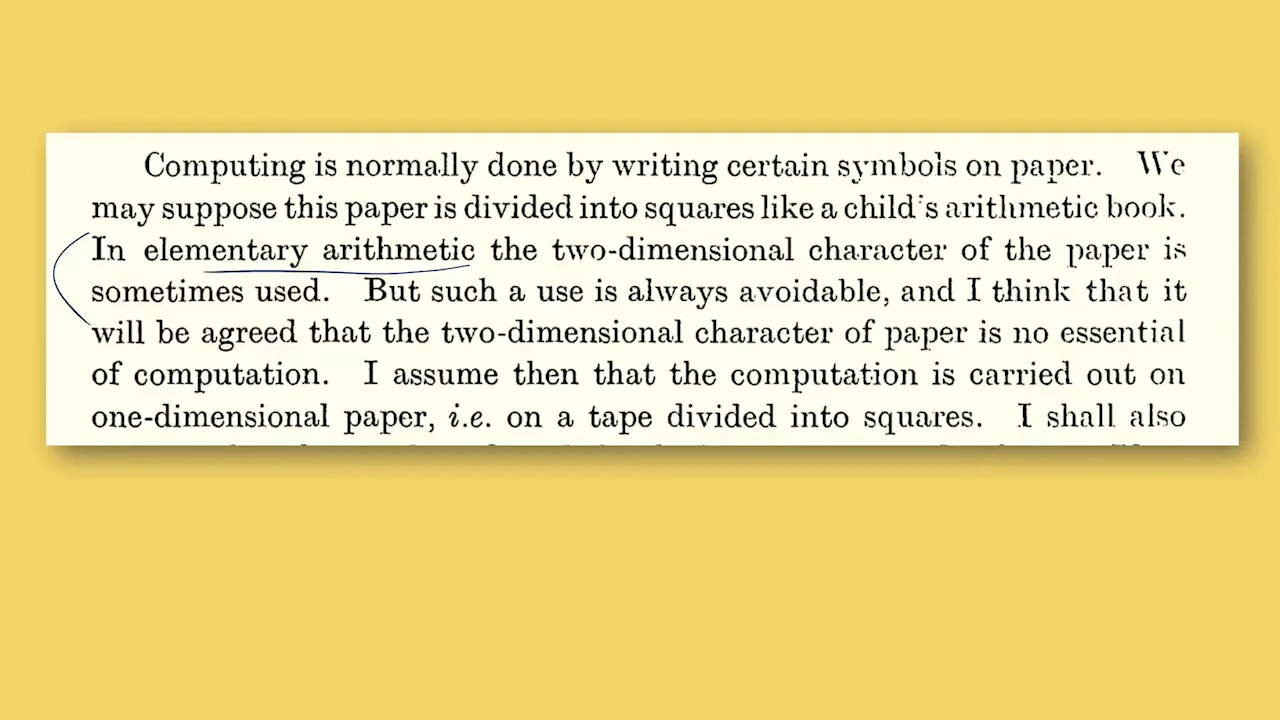 Computing is normally done by writing certain symbols on paper. We
may suppose this paper is divided into squares like a child's arithmetic book.
In elementary arithmetic the two-dimensional character of the paper is
sometimes used. But such a use is always avoidable, and I think that it
will be agreed that the two-dimensional character of paper is no essential
of computation. I assume then that the computation is carried out on
one-dimensional paper, i.e. on a tape divided into squares. I shall also